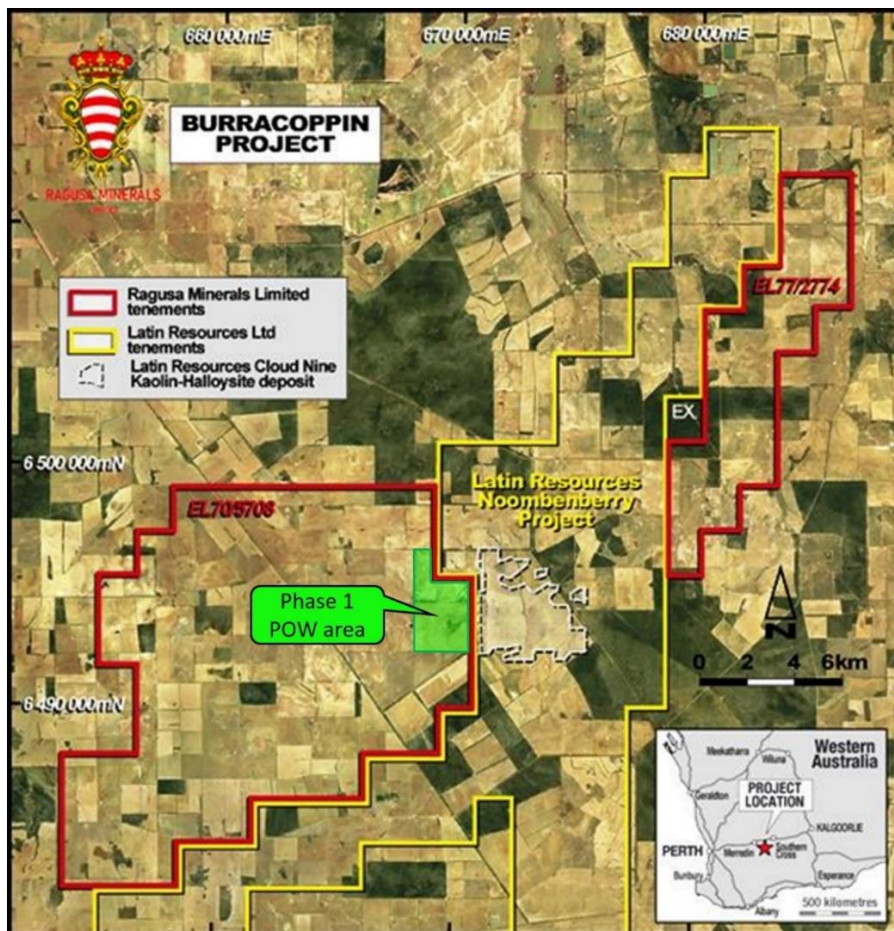 660 000mE
670 000mE
680 000mE
RAGUSA MINERALS
BURRACOPPIN
PROJECT
Ragusa Minerals Limited
tenements
Latin Resources Ltd
tenements
Latin Resources Cloud Nine
Kaolin-Halloysite deposit
EL77/2774
EX
6 500 000mN
Latin Resources
Noombenberry
Project
EL70/5708
Phase 1
POW area
N
0 2 4 6km
6 490 000mN
Western
Australia
Meekatharra
Wiluna
PROJECT
LOCATION
Geraldton
KALGOORLIE
PERTH
Merredin
Southern
Cross
Bunbury
Esperance
Albany
500 kilometres